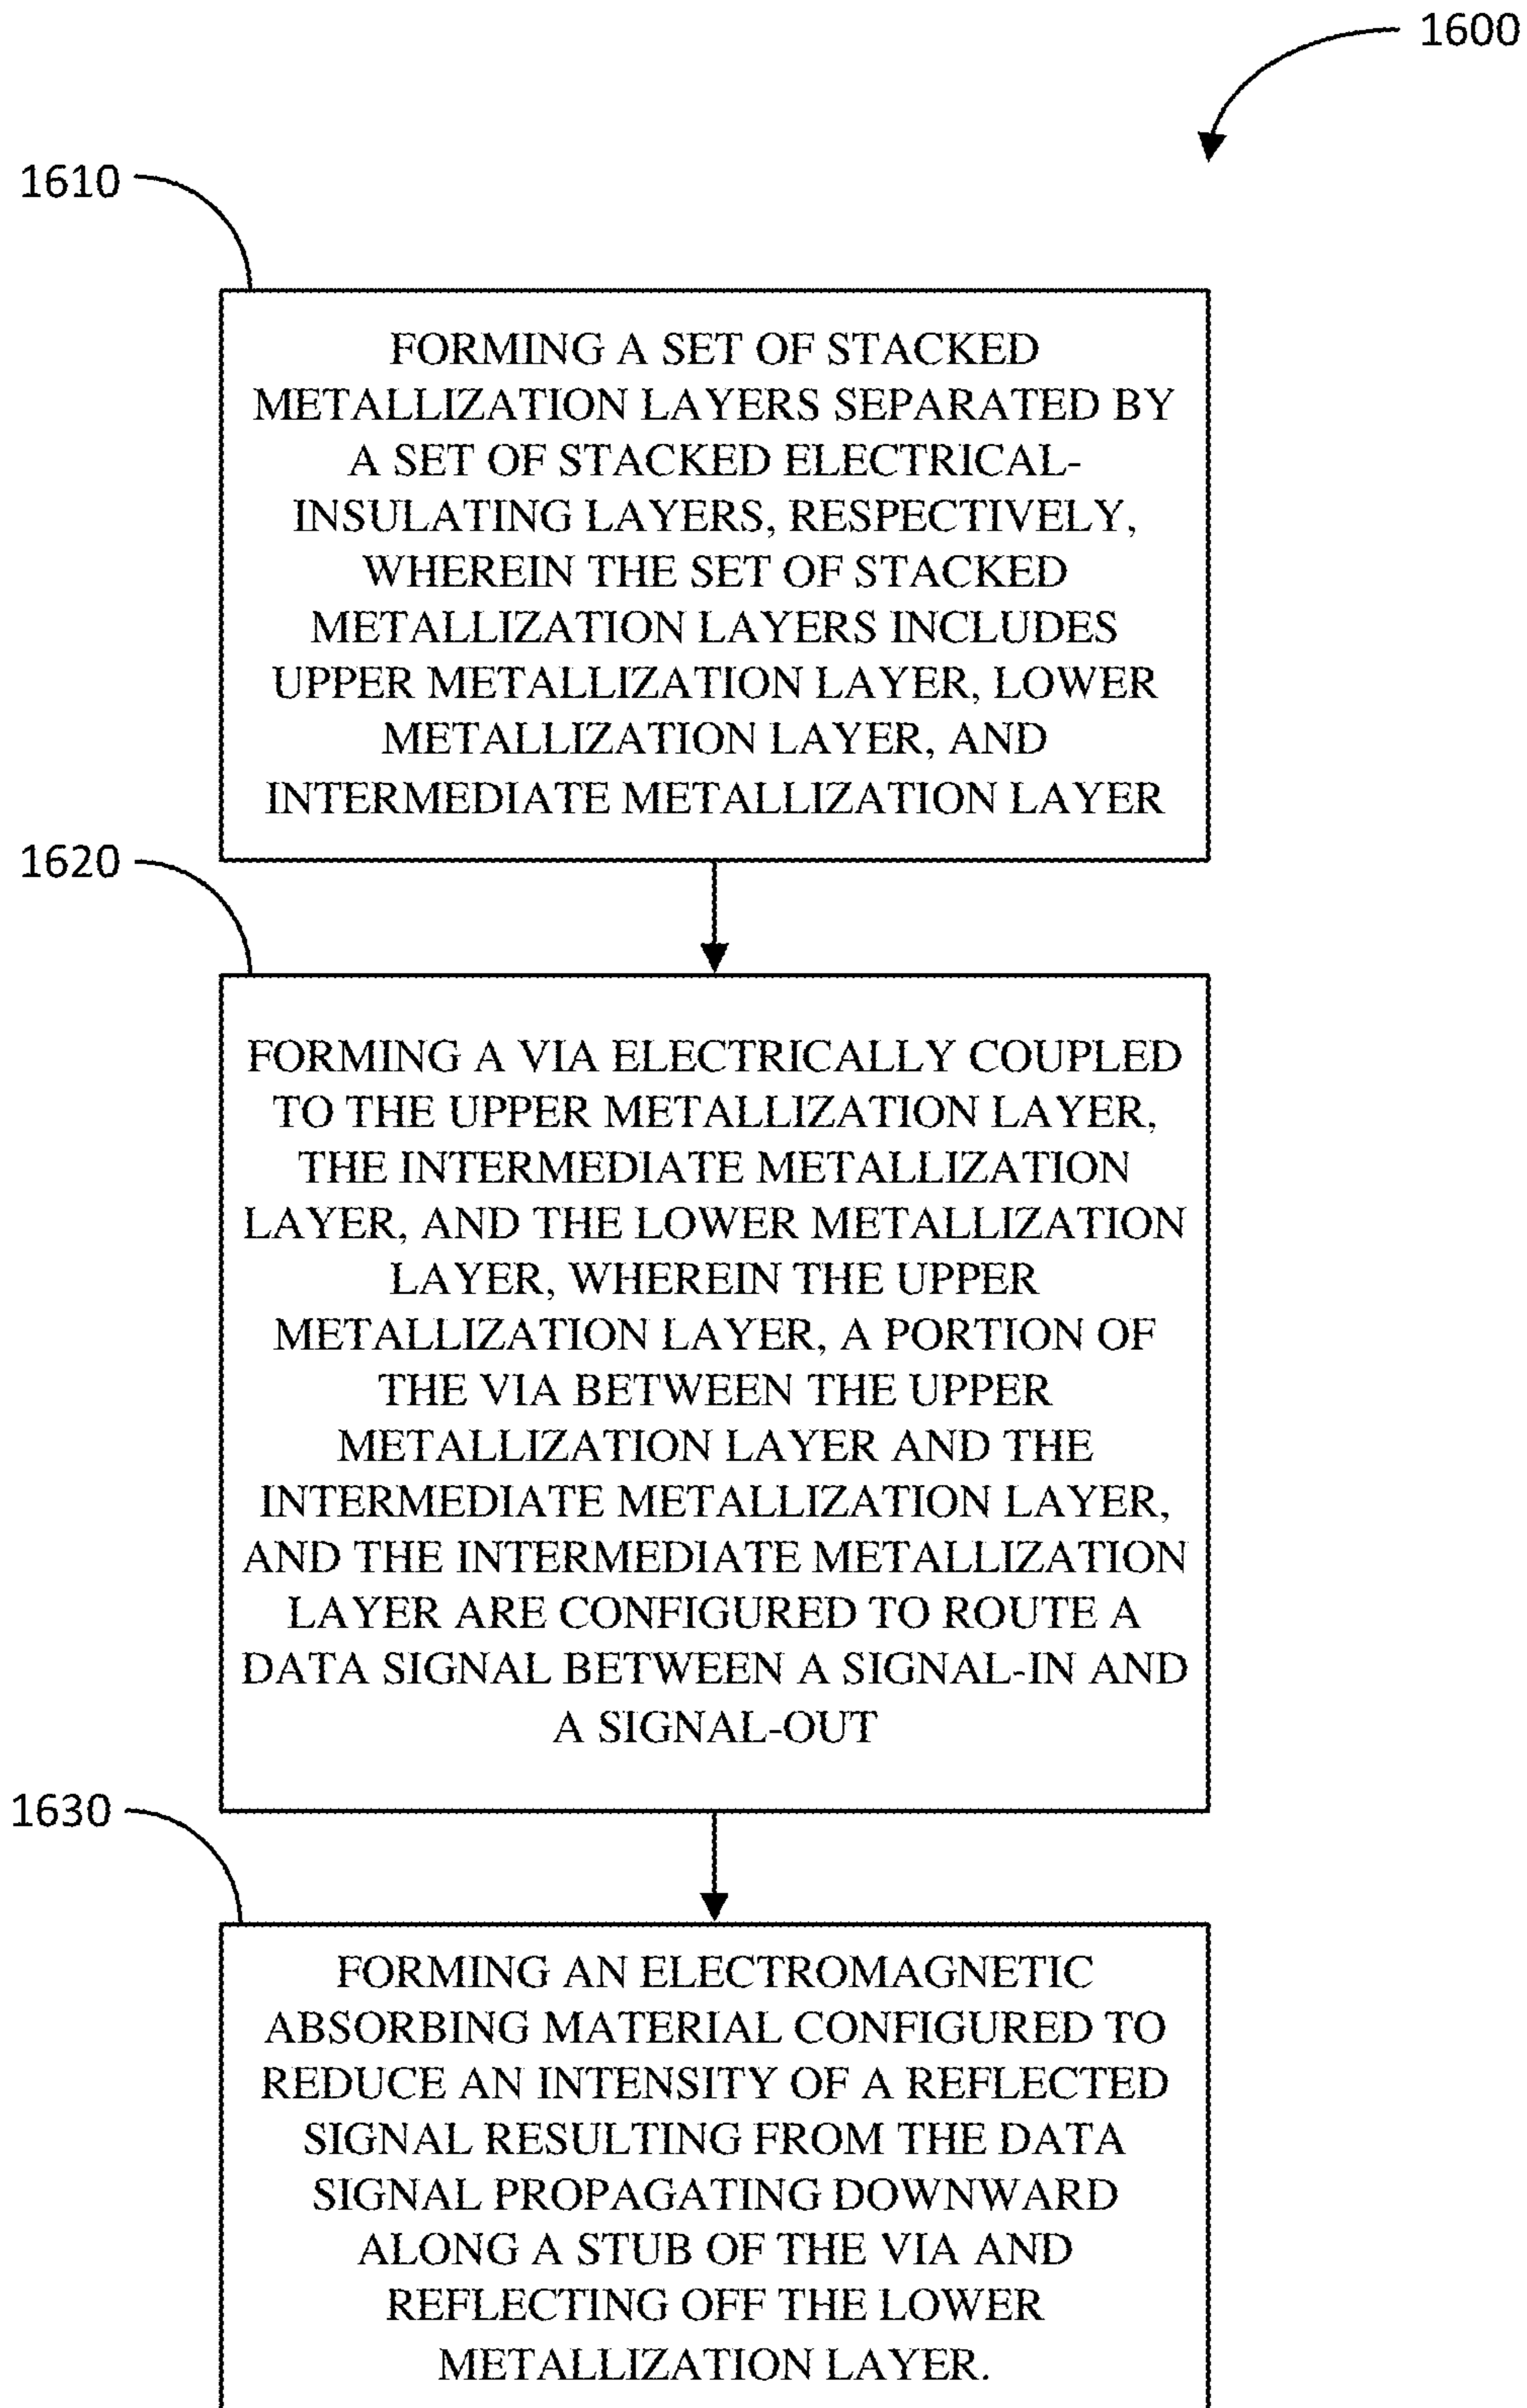 1600
1610
FORMING A SET OF STACKED
METALLIZATION LAYERS SEPARATED BY
A SET OF STACKED ELECTRICAL-
INSULATING LAYERS, RESPECTIVELY,
WHEREIN THE SET OF STACKED
METALLIZATION LAYERS INCLUDES
UPPER METALLIZATION LAYER, LOWER
METALLIZATION LAYER, AND
INTERMEDIATE METALLIZATION LAYER
1620
FORMING A VIA ELECTRICALLY COUPLED
TO THE UPPER METALLIZATION LAYER,
THE INTERMEDIATE METALLIZATION
LAYER, AND THE LOWER METALLIZATION
LAYER, WHEREIN THE UPPER
METALLIZATION LAYER, A PORTION OF
THE VIA BETWEEN THE UPPER
METALLIZATION LAYER AND THE
INTERMEDIATE METALLIZATION LAYER,
AND THE INTERMEDIATE METALLIZATION
LAYER ARE CONFIGURED TO ROUTE A
DATA SIGNAL BETWEEN A SIGNAL-IN AND
A SIGNAL-OUT
1630
FORMING AN ELECTROMAGNETIC
ABSORBING MATERIAL CONFIGURED TO
REDUCE AN INTENSITY OF A REFLECTED
SIGNAL RESULTING FROM THE DATA
SIGNAL PROPAGATING DOWNWARD
ALONG A STUB OF THE VIA AND
REFLECTING OFF THE LOWER
METALLIZATION LAYER.